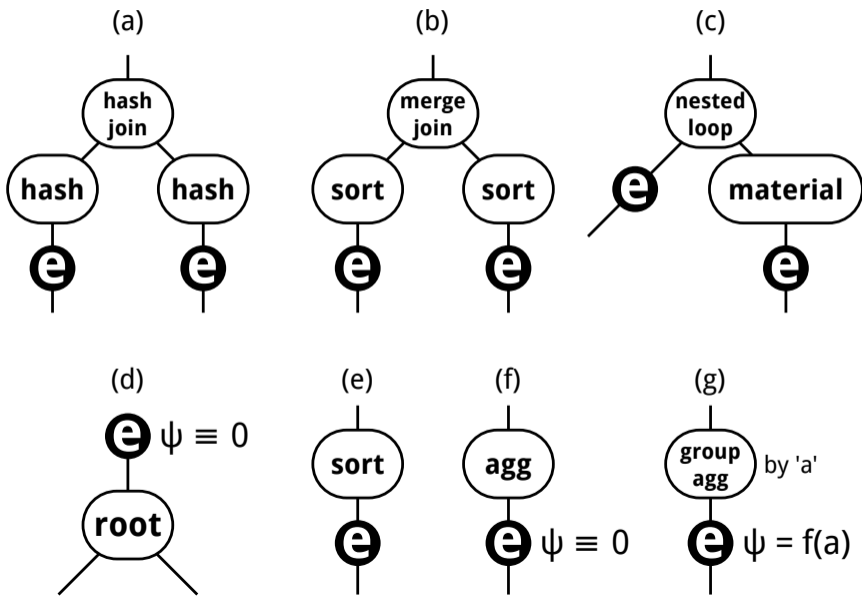 (a)
hash
join
hash
hash
e
e
(b)
merge
join
sort
sort
e
e
(c)
nested
loop
e
material
e
(d)
e ψ ≡ 0
root
(e)
sort
e
(f)
agg
e ψ ≡ 0
(g)
group
agg
by 'a'
e ψ = f(a)